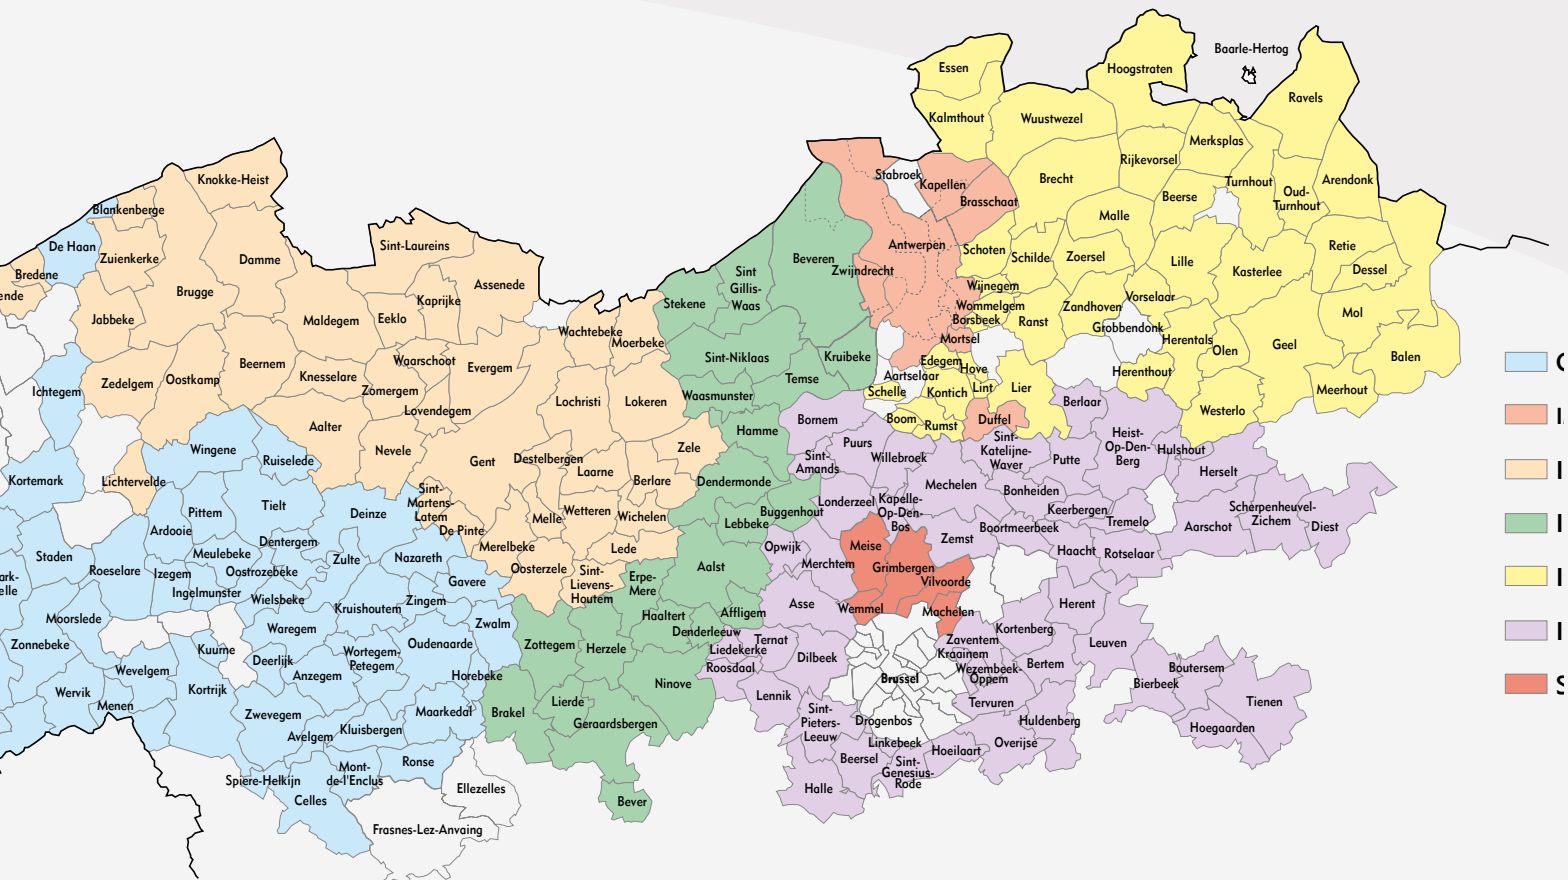 Baarle-Hertog
Essen
Hoogstraten
Ravels
Kalmthout
Wuustwezel
Merksplas
Rijkevorsel
Stabroek
Kapellen
Brecht
Turnhout
Arendonk
Oud-
Turnhout
Knokke-Heist
Brasschaat
Beerse
Blankenberge
Malle
De Haan
Zuienkerke
Damme
Sint-Laureins
Antwerpen
Schoten
Schilde
Zoersel
Lille
Kasterlee
Retie
Dessel
Bredene
ende
Brugge
Assenede
Kaprijke
Sint
Gillis-
Waas
Beveren
Zwijndrecht
Wijnegem
Vorselaar
Stekene
Wommelgem
Zandhoven
Mol
Jabbeke
Maldegem
Eeklo
Borsbeek
Ranst
Grobbendonk
Wachtebeke
Moerbeke
Mortsel
Herentals
Olen
Geel
Balen
Beernem
Waarschoot
Evergem
Sint-Niklaas
Kruibeke
Edegem
Hove
Herenthout
Zedelgem
Oostkamp
Knesselare
Zomergem
Temse
Aartselaar
Ichtegem
Schelle
Kontich
Lint
Lier
Meerhout
Lochristi
Lokeren
Waasmunster
Berlaar
Westerlo
Lovendegem
Aalter
Hamme
Bornem
Boom
Rumst
Duffel
Wingene
Nevele
Zele
Puurs
Willebroek
Sint-
Katelijne-
Waver
Putte
Heist-
Op-Den-
Berg
Hulshout
Ruiselede
Gent
Destelbergen
Laarne
Sint-
Amands
Herselt
Kortemark
Lichtervelde
Berlare
Dendermonde
Mechelen
Bonheiden
Sint-
Martens-
Latem
Tielt
Pittem
Deinze
Melle
Wetteren
Wichelen
Buggenhout
Lebbeke
Londerzeel
Kapelle-
Op-Den-
Bos
Keerbergen
Tremelo
Scherpenheuvel-
Zichem
Aarschot
Diest
Ardooie
De Pinte
Boortmeerbeek
Dentergem
Merelbeke
Lede
Opwijk
Meise
Zemst
Haacht
Rotselaar
Staden
Meulebeke
Zulte
Nazareth
Merchtem
Roeselare
Izegem
Oostrozebeke
Oosterzele
Aalst
Grimbergen
ark-
elle
Ingelmunster
Gavere
Sint-
Lievens-
Houtem
Erpe-
Mere
Vilvoorde
Wielsbeke
Kruishoutem
Zingem
Asse
Wemmel
Machelen
Herent
Moorslede
Haaltert
Affligem
Waregem
Zwalm
Denderleeuw
Kortenberg
Zonnebeke
Kuurne
Oudenaarde
Zottegem
Herzele
Liedekerke
Ternat
Zaventem
Leuven
Deerlijk
Wortegem-
Petegem
Dilbeek
Kraainem
Roosdaal
Wezembeek-
Oppem
Bertem
Boutersem
Wevelgem
Anzegem
Horebeke
Ninove
Brussel
Bierbeek
Wervik
Kortrijk
Lennik
Tervuren
Tienen
Menen
Zwevegem
Maarkedal
Brakel
Lierde
Geraardsbergen
Sint-
Pieters-
Leeuw
Drogenbos
Huldenberg
Hoegaarden
Avelgem
Kluisbergen
Linkebeek
Hoeilaart
Overijse
Ronse
Beersel
Sint-
Genesius-
Rode
Spiere-Helkijn
Mont-
de-l'Enclus
Halle
Ellezelles
Celles
Bever
Frasnes-Lez-Anvaing